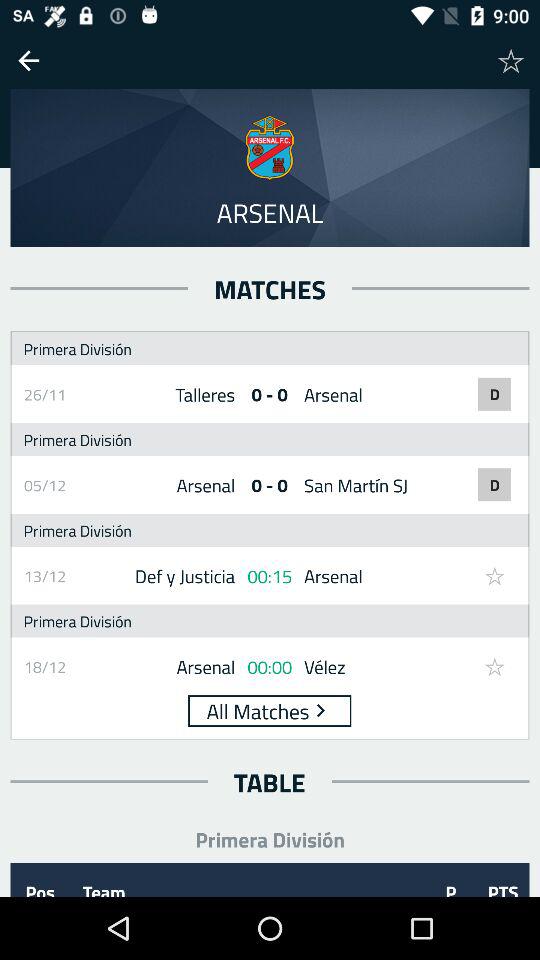 SA FAKE 9:00
ARSENAL F.C.
ARSENAL
MATCHES
Primera División
26/11 Talleres 0 - 0 Arsenal D
Primera División
05/12 Arsenal 0 - 0 San Martín SJ D
Primera División
13/12 Def y Justicia 00:15 Arsenal
Primera División
18/12 Arsenal 00:00 Vélez
All Matches
TABLE
Primera División
Pos Team P PTS